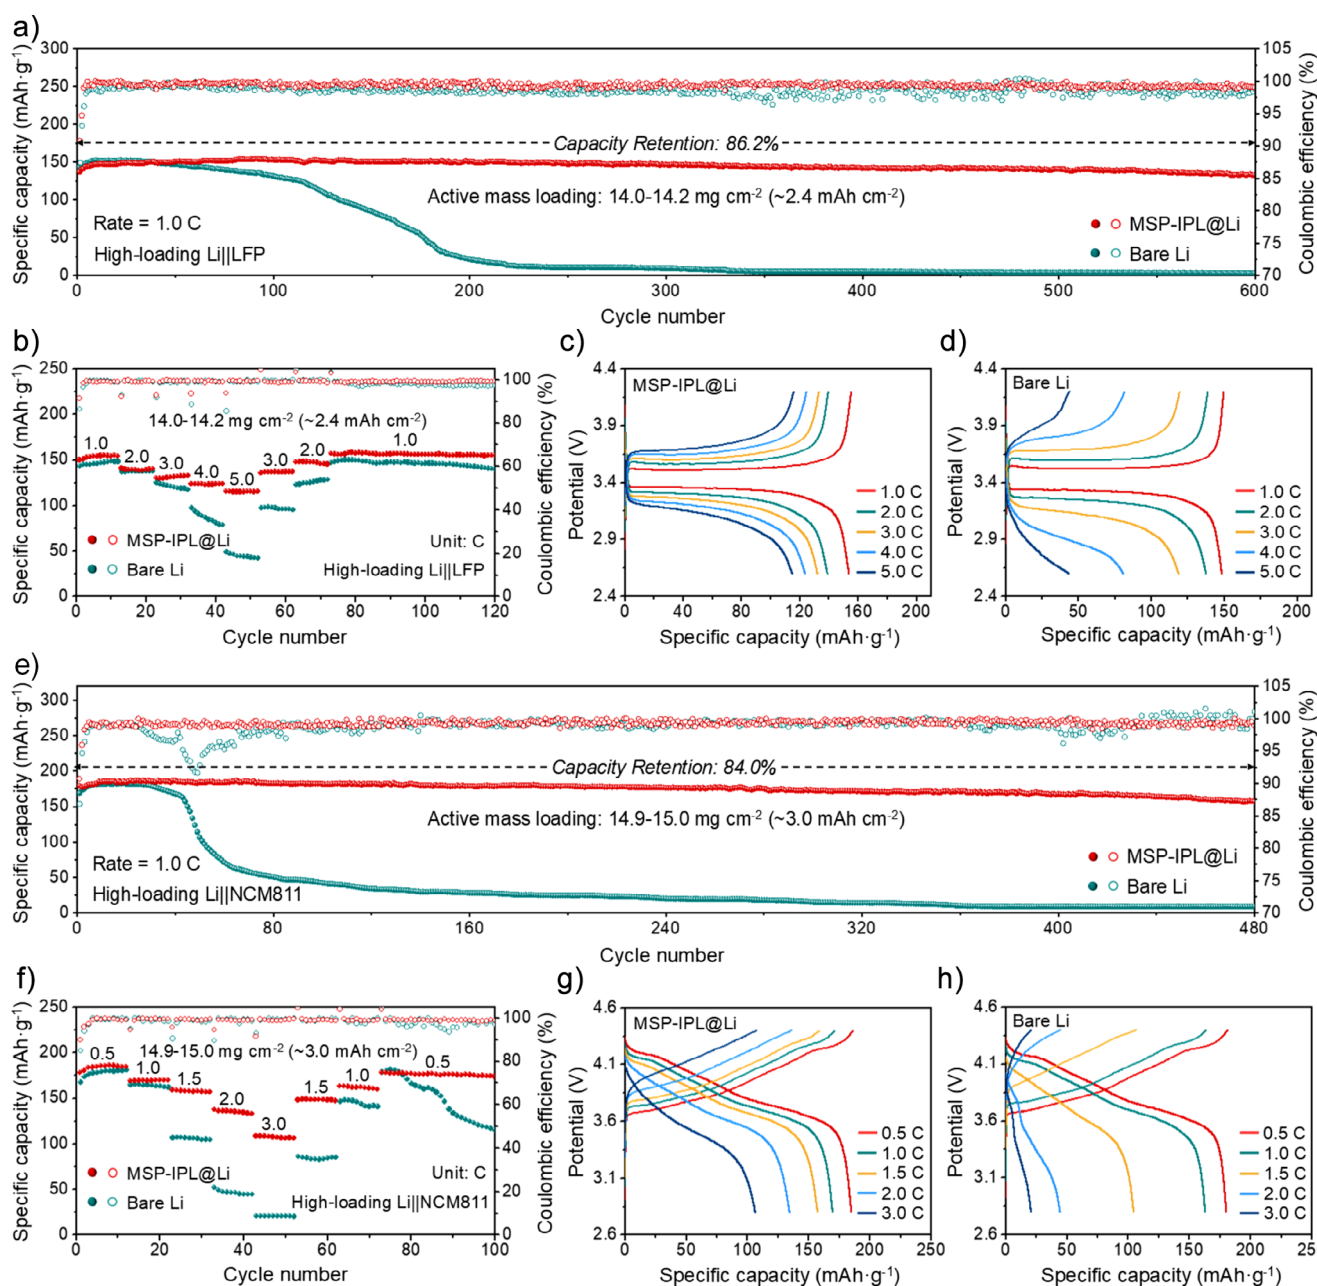 a)
Specific capacity (mAh·g⁻¹)
300
250
200
150
100
50
0
105
100
95
90
85
80
75
70
Coulombic efficiency (%)
Capacity Retention: 86.2%
Active mass loading: 14.0-14.2 mg cm⁻² (~2.4 mAh cm⁻²)
Rate = 1.0 C
High-loading Li||LFP
MSP-IPL@Li
Bare Li
0 100 200 300 400 500 600
Cycle number
b)
Specific capacity (mAh·g⁻¹)
250
200
150
100
50
0
100
80
60
40
20
0
Coulombic efficiency (%)
14.0-14.2 mg cm⁻² (~2.4 mAh cm⁻²)
1.0 2.0 3.0 4.0 5.0 3.0 2.0 1.0
MSP-IPL@Li
Bare Li
Unit: C
High-loading Li||LFP
0 20 40 60 80 100 120
Cycle number
c)
Potential (V)
4.4
3.9
3.4
2.9
2.4
MSP-IPL@Li
1.0 C
2.0 C
3.0 C
4.0 C
5.0 C
0 40 80 120 160 200
Specific capacity (mAh·g⁻¹)
d)
Potential (V)
4.4
3.9
3.4
2.9
2.4
Bare Li
1.0 C
2.0 C
3.0 C
4.0 C
5.0 C
0 50 100 150 200
Specific capacity (mAh·g⁻¹)
e)
Specific capacity (mAh·g⁻¹)
300
250
200
150
100
50
0
105
100
95
90
85
80
75
70
Coulombic efficiency (%)
Capacity Retention: 84.0%
Active mass loading: 14.9-15.0 mg cm⁻² (~3.0 mAh cm⁻²)
Rate = 1.0 C
High-loading Li||NCM811
MSP-IPL@Li
Bare Li
0 80 160 240 320 400 480
Cycle number
f)
Specific capacity (mAh·g⁻¹)
250
200
150
100
50
0
100
80
60
40
20
0
Coulombic efficiency (%)
14.9-15.0 mg cm⁻² (~3.0 mAh cm⁻²)
0.5 1.0 1.5 2.0 3.0 1.5 1.0 0.5
MSP-IPL@Li
Bare Li
Unit: C
High-loading Li||NCM811
0 20 40 60 80 100
Cycle number
g)
Potential (V)
4.6
4.1
3.6
3.1
2.6
MSP-IPL@Li
0.5 C
1.0 C
1.5 C
2.0 C
3.0 C
0 50 100 150 200 250
Specific capacity (mAh·g⁻¹)
h)
Potential (V)
4.6
4.1
3.6
3.1
2.6
Bare Li
0.5 C
1.0 C
1.5 C
2.0 C
3.0 C
0 50 100 150 200 25
Specific capacity (mAh·g⁻¹)